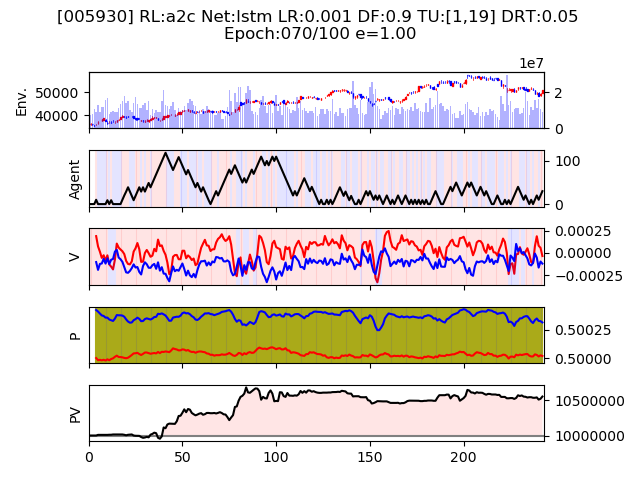 [005930] RL:a2c Net:lstm LR:0.001 DF:0.9 TU:[1,19] DRT:0.05
Epoch:070/100 e=1.00
1e7
Env.
50000
40000
2
0
Agent
100
0
V
0.00025
0.00000
−0.00025
P
0.50025
0.50000
PV
10500000
10000000
0
50
100
150
200